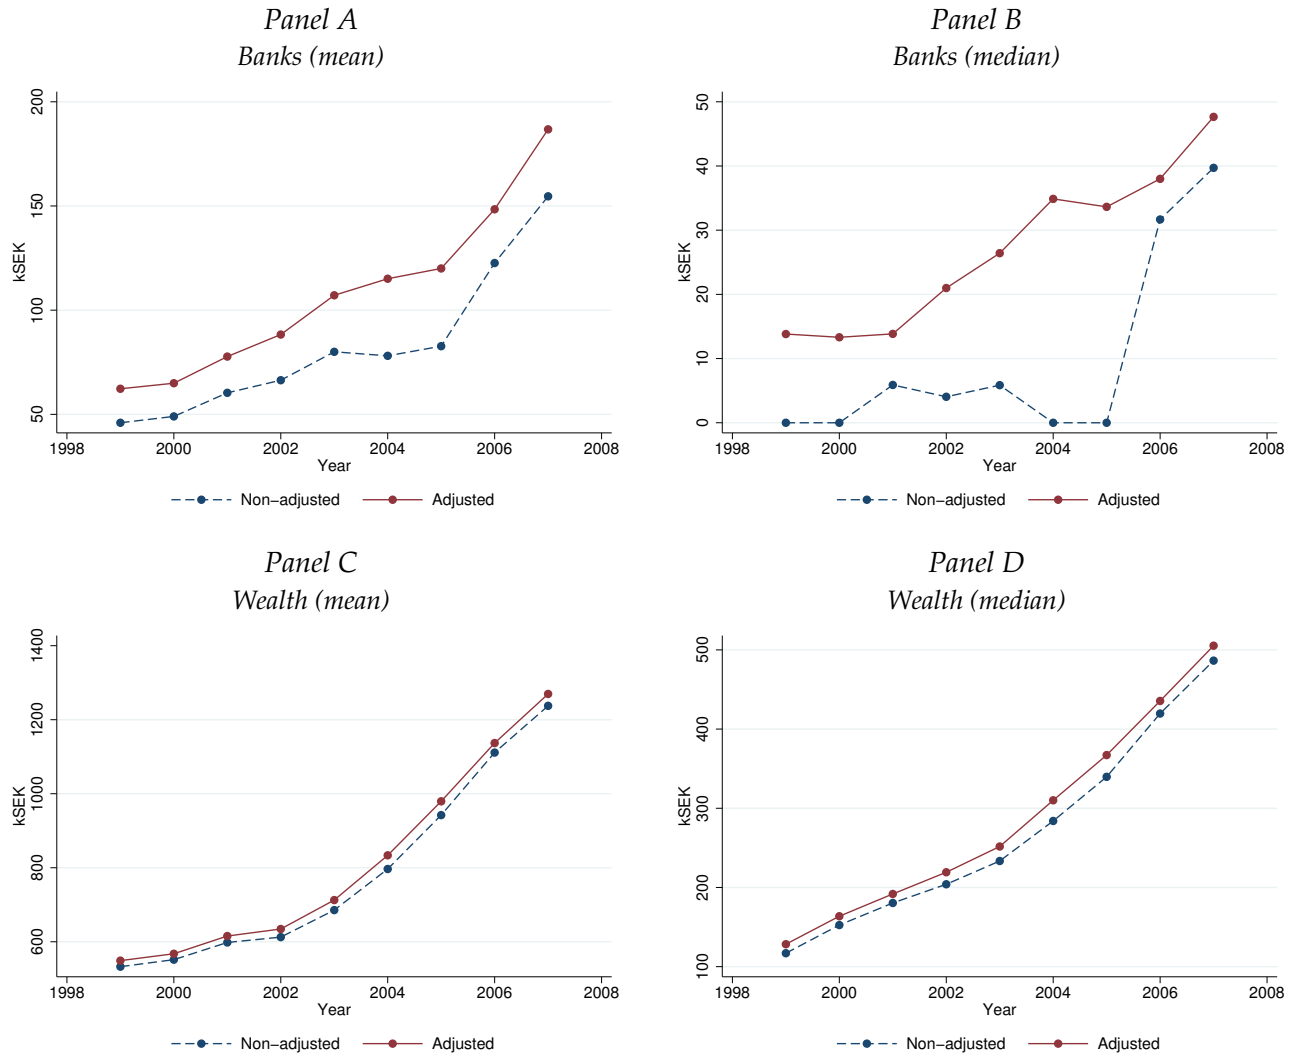 Panel A
Banks (mean)
200
150
100
50
kSEK
1998 2000 2002 2004 2006 2008
Year
Non−adjusted Adjusted
Panel B
Banks (median)
50
40
30
20
10
0
kSEK
1998 2000 2002 2004 2006 2008
Year
Non−adjusted Adjusted
Panel C
Wealth (mean)
1400
1200
1000
800
600
kSEK
1998 2000 2002 2004 2006 2008
Year
Non−adjusted Adjusted
Panel D
Wealth (median)
500
400
300
200
100
kSEK
1998 2000 2002 2004 2006 2008
Year
Non−adjusted Adjusted